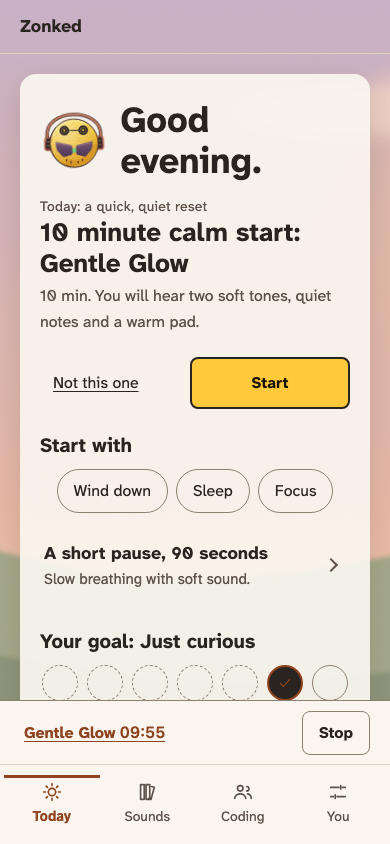 Zonked
Good
evening.
Today: a quick, quiet reset
10 minute calm start:
Gentle Glow
10 min. You will hear two soft tones, quiet
notes and a warm pad.
Not this one
Start
Start with
Wind down
Sleep
Focus
A short pause, 90 seconds
Slow breathing with soft sound.
Your goal: Just curious
Gentle Glow 09:55
Stop
Today
Sounds
Coding
You